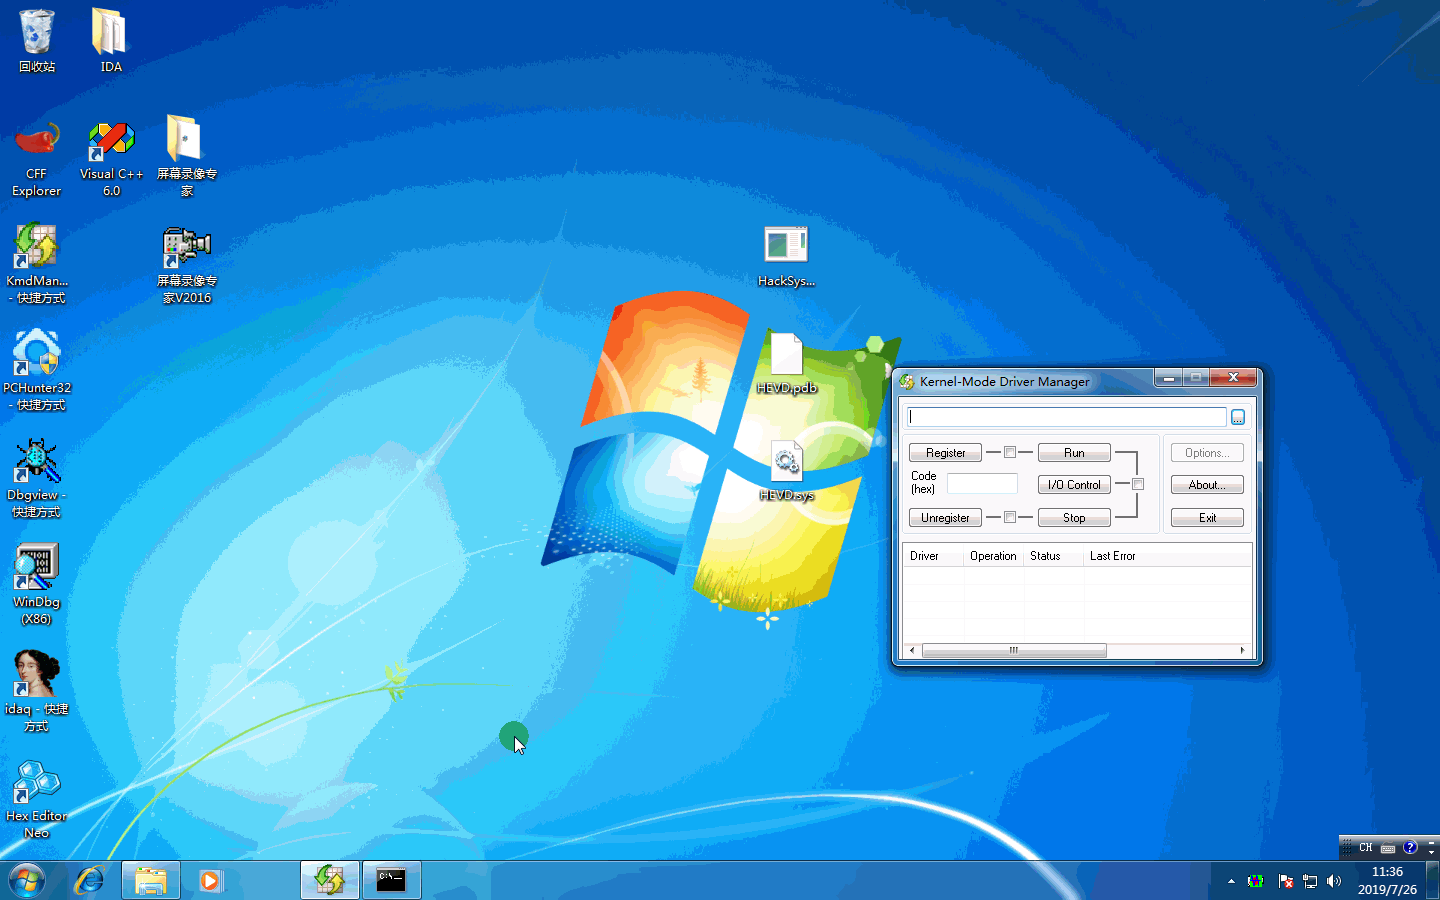 回收站
IDA
CFF
Explorer
Visual C++
6.0
屏幕录像专
家
KmdMan...
- 快捷方式
屏幕录像专
家V2016
PCHunter32
- 快捷方式
Dbgview -
快捷方式
WinDbg
(X86)
idaq - 快捷
方式
Hex Editor
Neo
HackSys...
HEVD.pdb
HEVD.sys
Kernel-Mode Driver Manager
...
Register
Run
Options...
Code
(hex)
I/O Control
About...
Unregister
Stop
Exit
Driver
Operation
Status
Last Error
CH
C:\_
11:36
2019/7/26